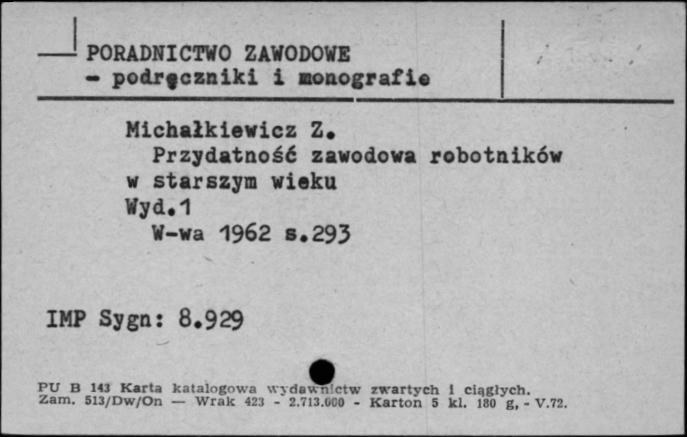 PORADNICTWO ZAWODOWE
- podręczniki i monografie
Michałkiewicz Z.
Przydatność zawodowa robotników
w starszym wieku
Wyd.1
W-wa 1962 s.293
IMP Sygn: 8.929
PU B 143 Karta katalogowa wydawnictw zwartych i ciągłych.
Zam. 513/Dw/On — Wrak 423 - 2.713.000 - Karton 5 kl. 180 g, - V.72.